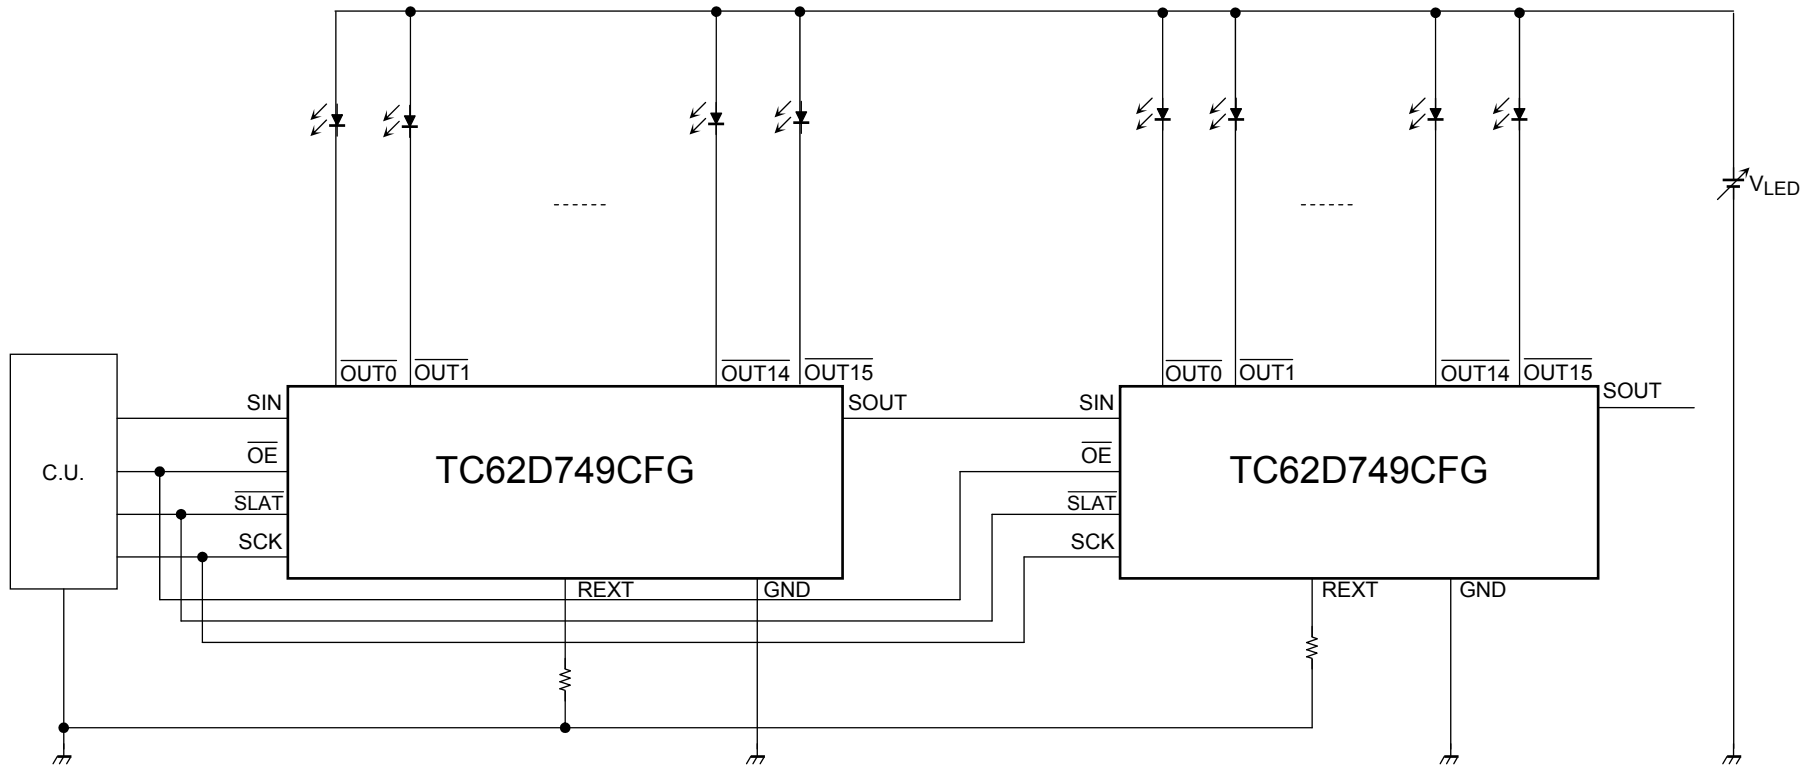 V_LED
OUT0 OUT1 OUT14 OUT15 OUT0 OUT1 OUT14 OUT15
SIN SOUT SIN SOUT
C.U. OE TC62D749CFG OE TC62D749CFG
SLAT SLAT
SCK SCK
REXT GND REXT GND